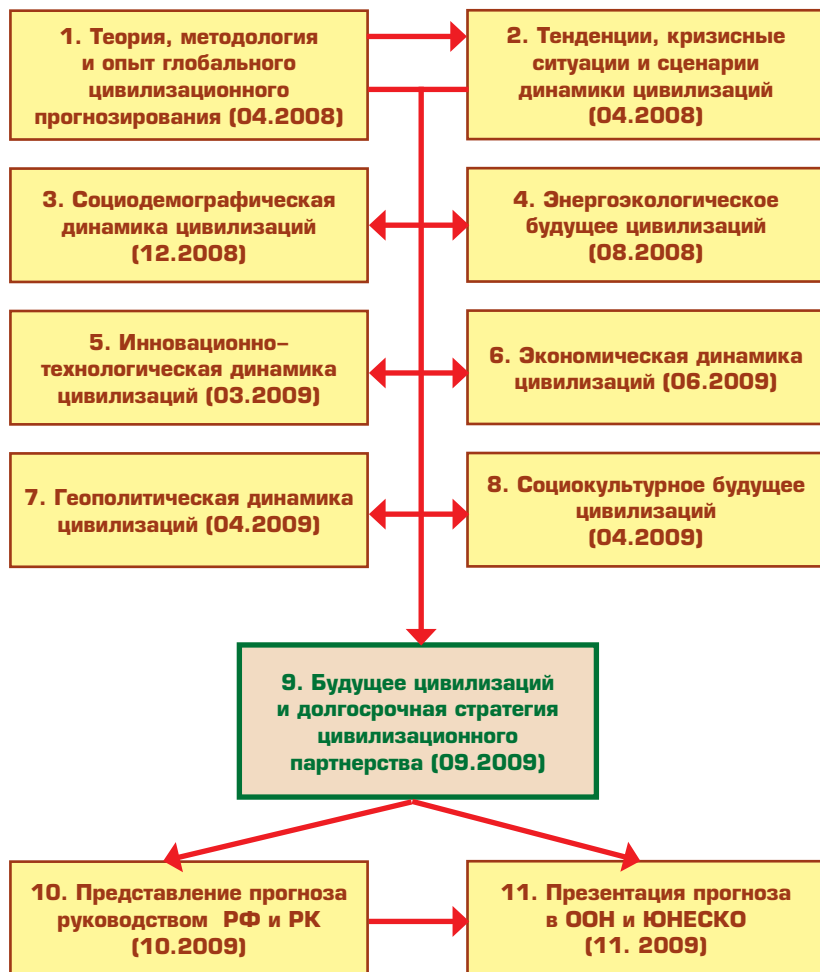 1. Теория, методология
и опыт глобального
цивилизационного
прогнозирования (04.2008)
2. Тенденции, кризисные
ситуации и сценарии
динамики цивилизаций
(04.2008)
3. Социодемографическая
динамика цивилизаций
(12.2008)
4. Энергоэкологическое
будущее цивилизаций
(08.2008)
5. Инновационно–
технологическая динамика
цивилизаций (03.2009)
6. Экономическая динамика
цивилизаций (06.2009)
7. Геополитическая динамика
цивилизаций (04.2009)
8. Социокультурное будущее
цивилизаций
(04.2009)
9. Будущее цивилизаций
и долгосрочная стратегия
цивилизационного
партнерства (09.2009)
10. Представление прогноза
руководством РФ и РК
(10.2009)
11. Презентация прогноза
в ООН и ЮНЕСКО
(11. 2009)